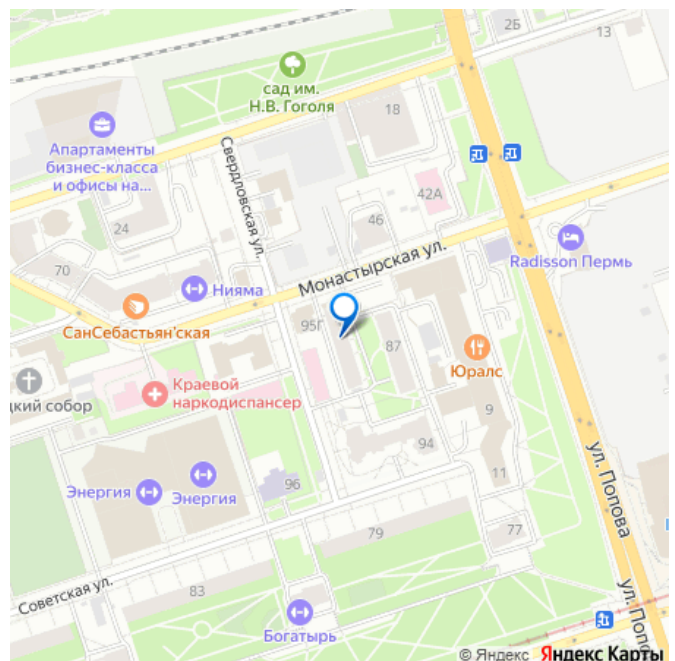 2Б
13
сад им.
Н.В. Гоголя
18
Апартаменты
бизнес-класса
и офисы на...
Свердловская ул.
42А
24
46
Монастырская ул.
70
Radisson Пермь
Нияма
СанСебастьян'ская
95Г
87
Юралс
Краевой
наркодиспансер
цкий собор
9
94
ул. Попова
Энергия
Энергия
96
11
79
77
Советская ул.
83
ул. Попо
Богатырь
© Яндекс Яндекс Карты